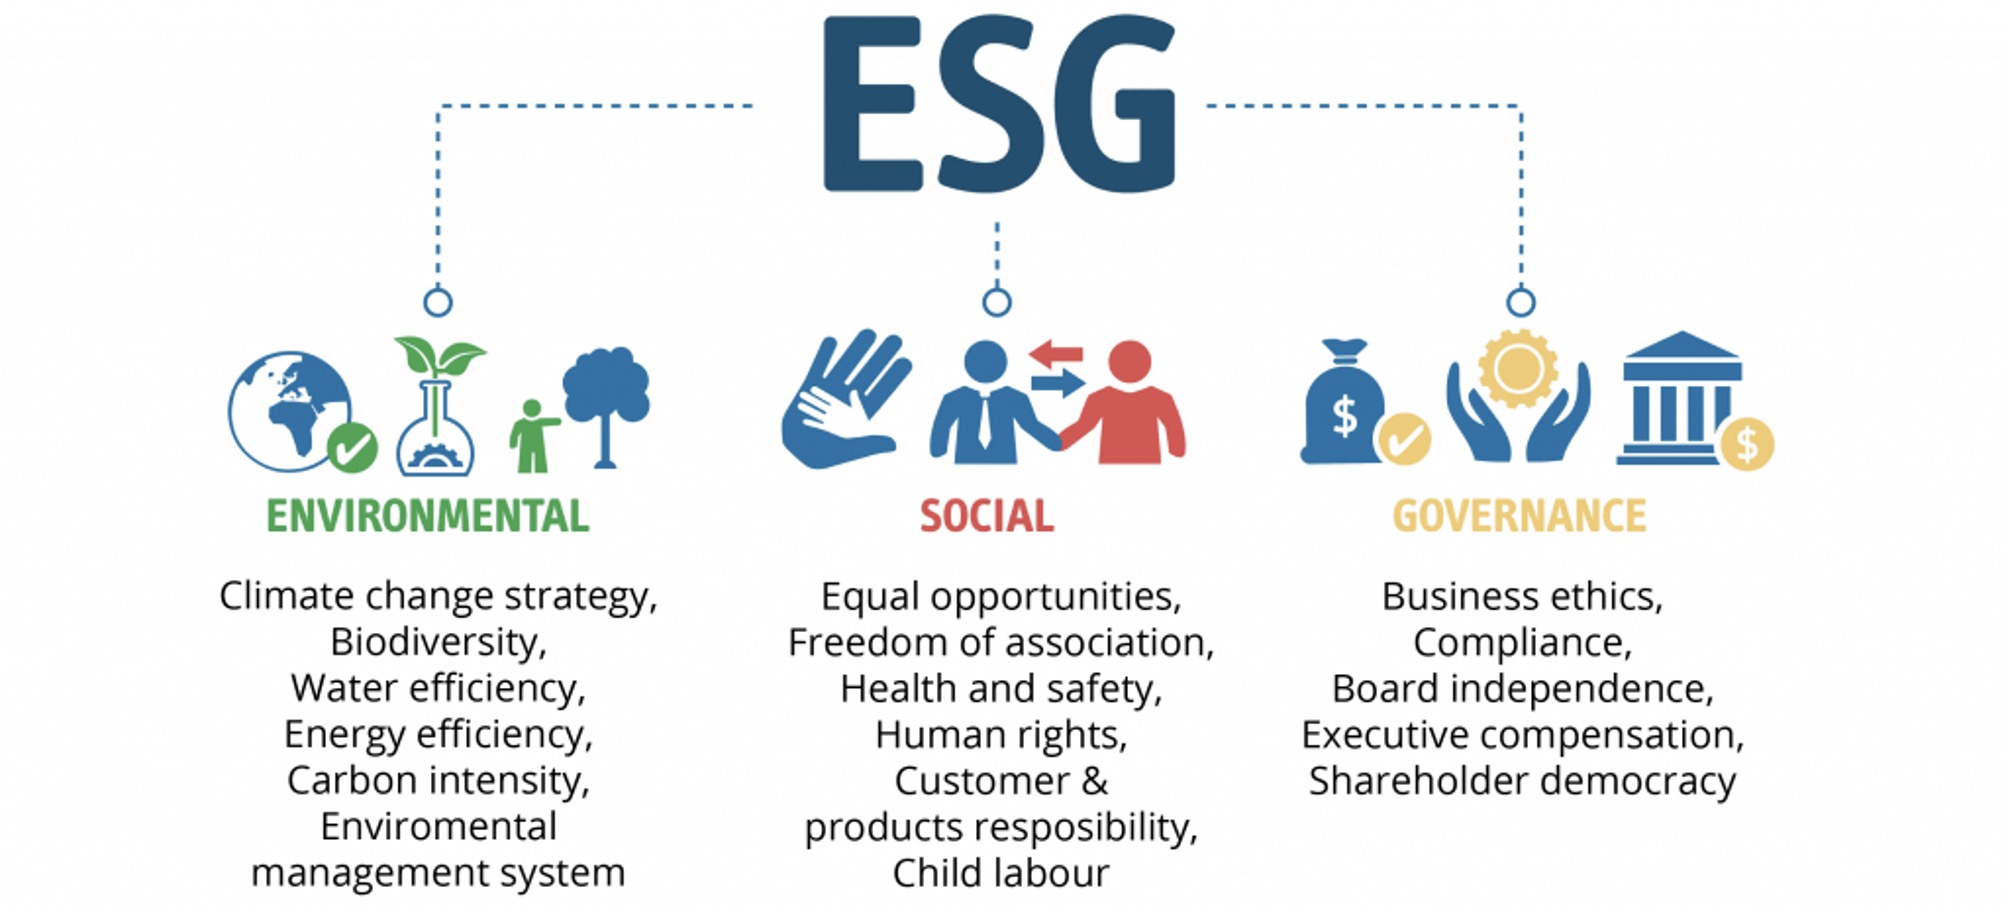 ESG
ENVIRONMENTAL
Climate change strategy,
Biodiversity,
Water efficiency,
Energy efficiency,
Carbon intensity,
Enviromental
management system
SOCIAL
Equal opportunities,
Freedom of association,
Health and safety,
Human rights,
Customer &
products resposibility,
Child labour
$
$
GOVERNANCE
Business ethics,
Compliance,
Board independence,
Executive compensation,
Shareholder democracy